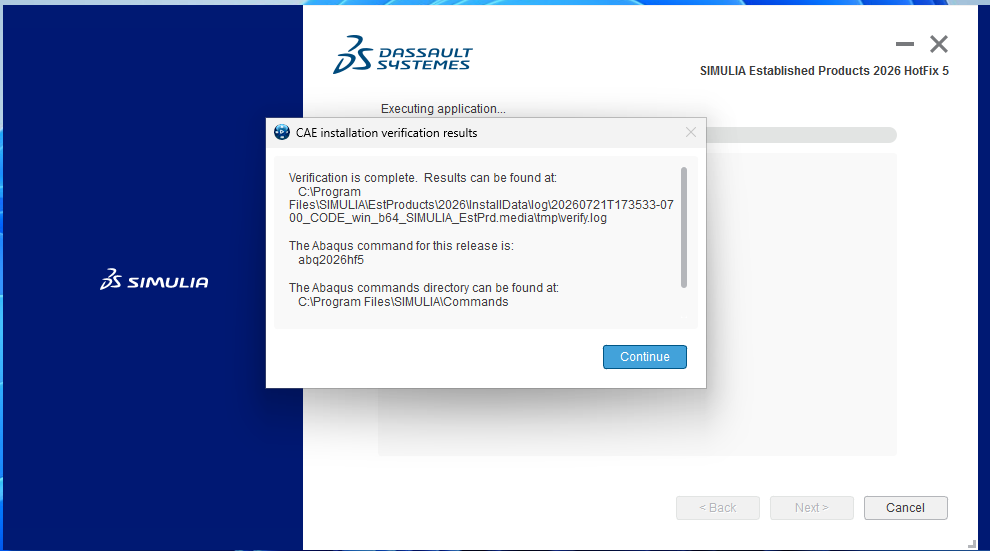 DASSAULT
SYSTEMES
SIMULIA Established Products 2026 HotFix 5
Executing application...
CAE installation verification results
Verification is complete.  Results can be found at:
C:\Program
Files\SIMULIA\EstProducts\2026\InstallData\log\20260721T173533-07
00_CODE_win_b64_SIMULIA_EstPrd.media\tmp\verify.log
The Abaqus command for this release is:
abq2026hf5
The Abaqus commands directory can be found at:
C:\Program Files\SIMULIA\Commands
Continue
SIMULIA
< Back
Next >
Cancel